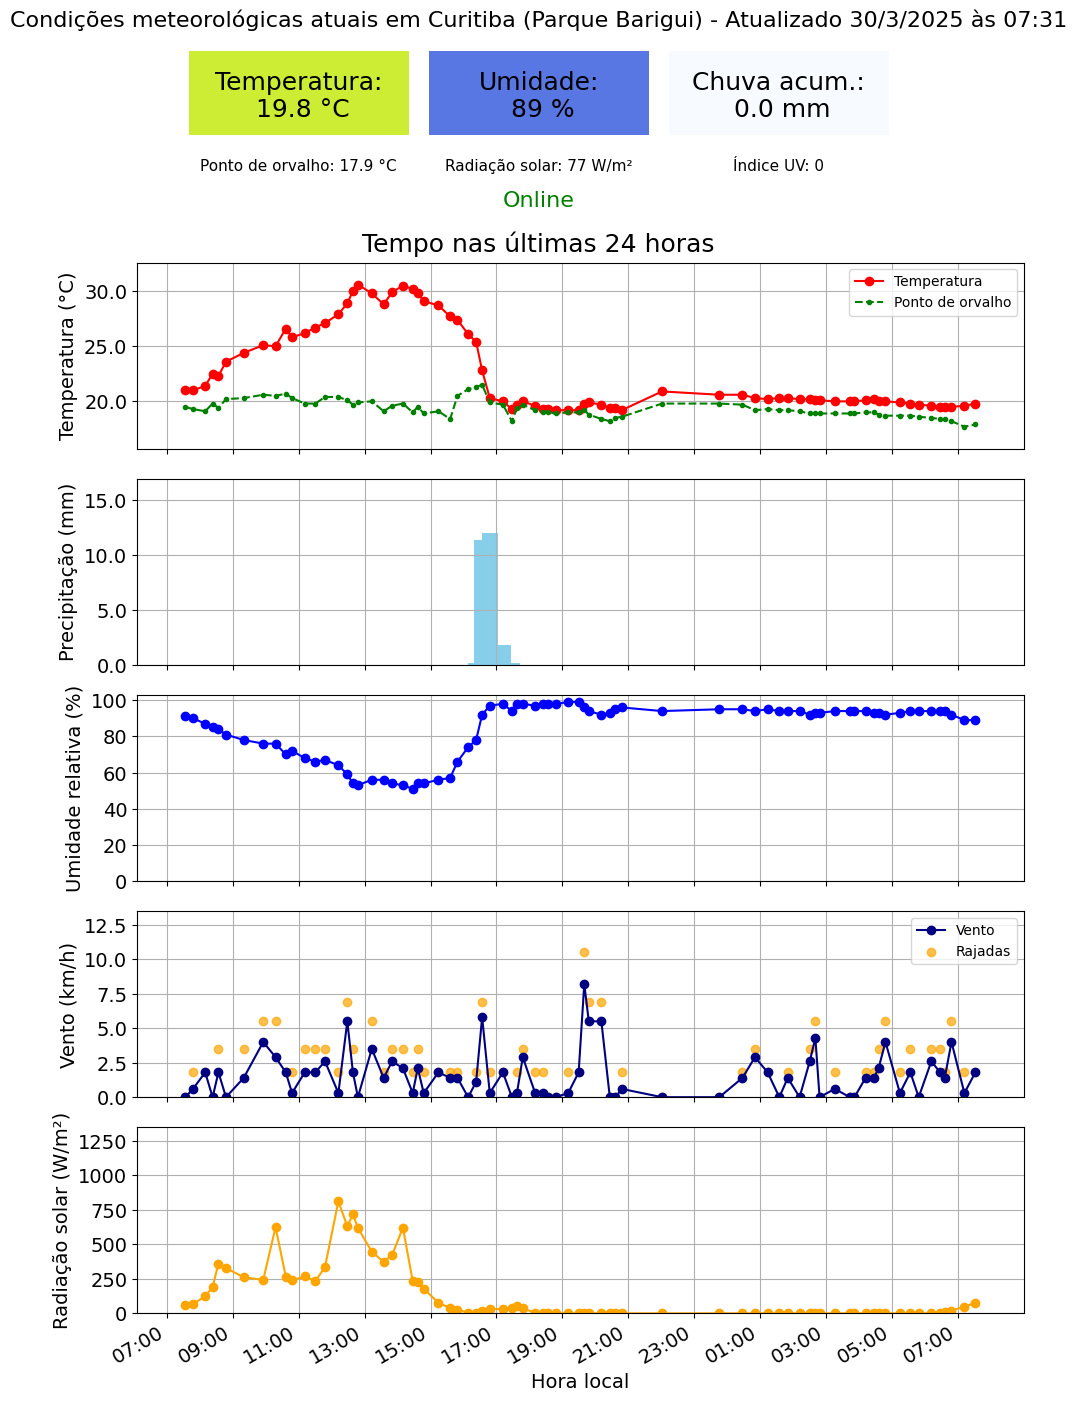 Condições meteorológicas atuais em Curitiba (Parque Barigui) - Atualizado 30/3/2025 às 07:31
Temperatura:
19.8 °C
Umidade:
89 %
Chuva acum.:
0.0 mm
Ponto de orvalho: 17.9 °C
Radiação solar: 77 W/m²
Índice UV: 0
Online
Tempo nas últimas 24 horas
Temperatura (°C)
30.0
25.0
20.0
Temperatura
Ponto de orvalho
Precipitação (mm)
15.0
10.0
5.0
0.0
Umidade relativa (%)
100
80
60
40
20
0
Vento (km/h)
12.5
10.0
7.5
5.0
2.5
0.0
Vento
Rajadas
Radiação solar (W/m²)
1250
1000
750
500
250
0
07:00
09:00
11:00
13:00
15:00
17:00
19:00
21:00
23:00
01:00
03:00
05:00
07:00
Hora local